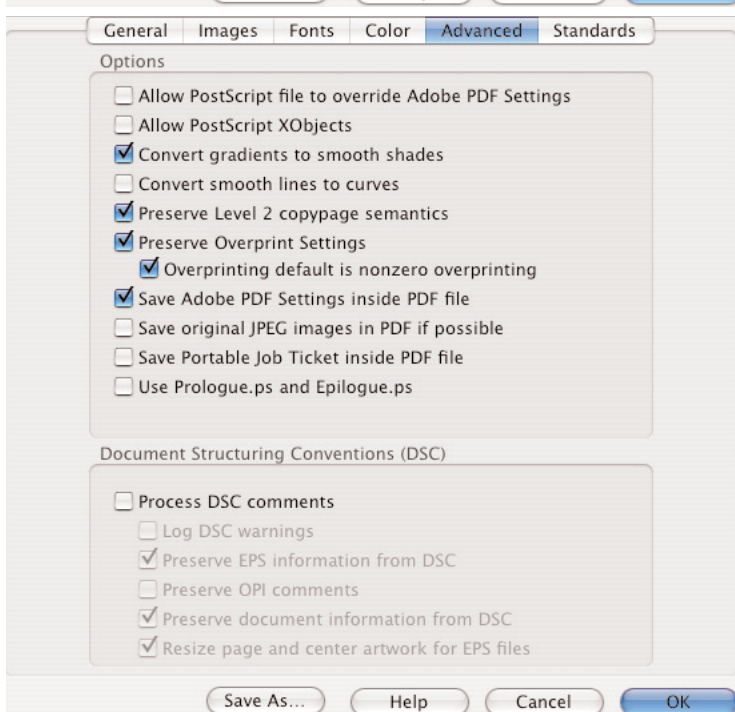 General Images Fonts Color Advanced Standards
Options
Allow PostScript file to override Adobe PDF Settings
Allow PostScript XObjects
Convert gradients to smooth shades
Convert smooth lines to curves
Preserve Level 2 copypage semantics
Preserve Overprint Settings
Overprinting default is nonzero overprinting
Save Adobe PDF Settings inside PDF file
Save original JPEG images in PDF if possible
Save Portable Job Ticket inside PDF file
Use Prologue.ps and Epilogue.ps
Document Structuring Conventions (DSC)
Process DSC comments
Log DSC warnings
Preserve EPS information from DSC
Preserve OPI comments
Preserve document information from DSC
Resize page and center artwork for EPS files
Save As... Help Cancel OK